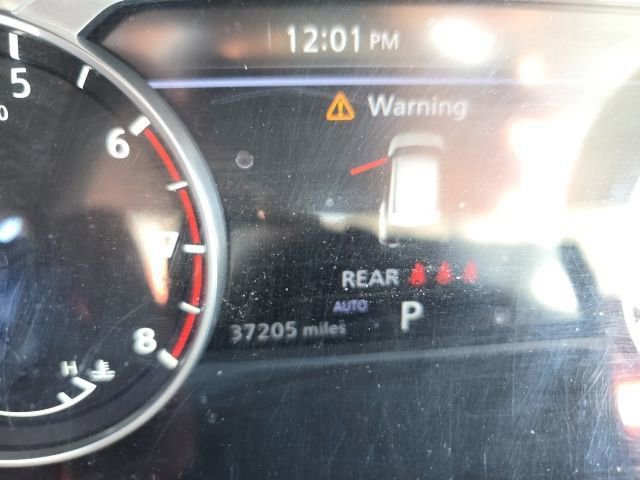 12:01 PM
5
Warning
6
7
REAR
AUTO
P
37205 miles
8
H